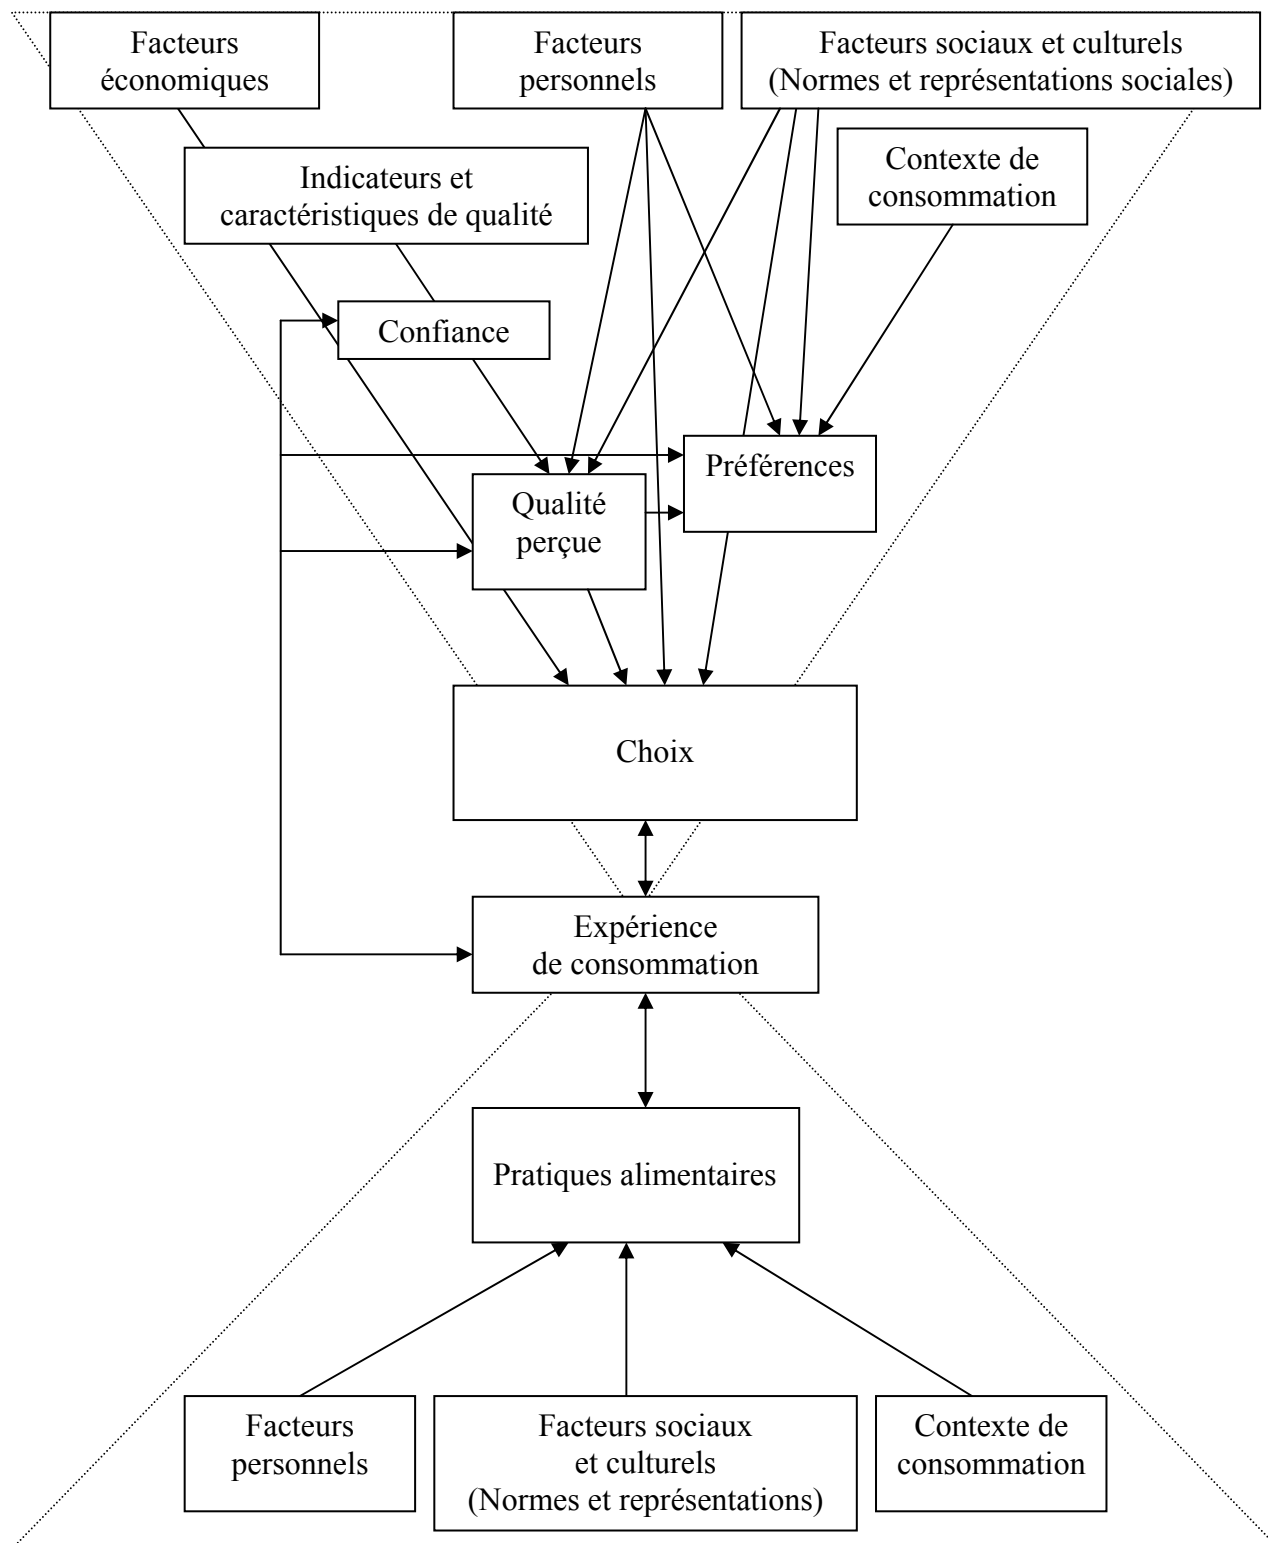 Facteurs
économiques
Facteurs
personnels
Facteurs sociaux et culturels
(Normes et représentations sociales)
Contexte de
consommation
Indicateurs et
caractéristiques de qualité
Confiance
Préférences
Qualité
perçue
Choix
Expérience
de consommation
Pratiques alimentaires
Facteurs
personnels
Facteurs sociaux
et culturels
(Normes et représentations)
Contexte de
consommation